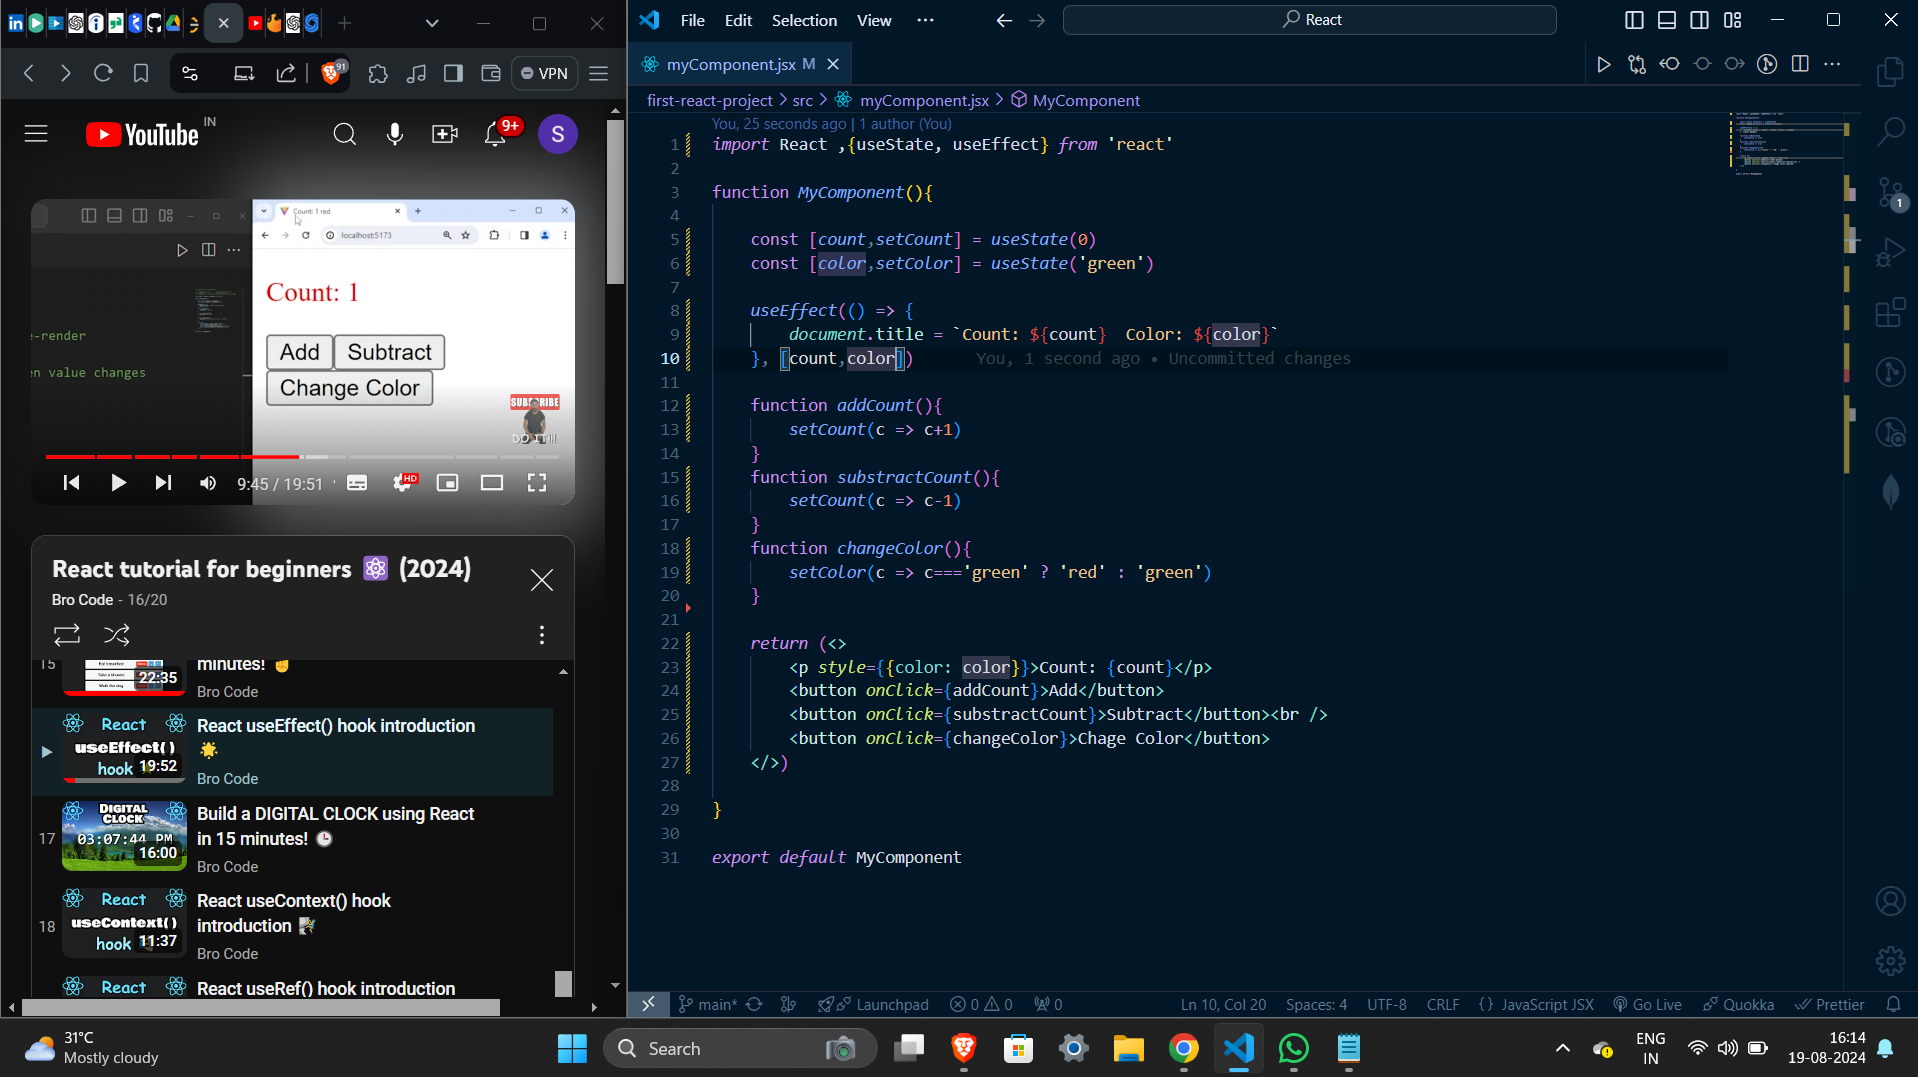 File Edit Selection View ···
React
91
VPN
myComponent.jsx M
first-react-project > src > myComponent.jsx > MyComponent
YouTube IN
9+
S
You, 25 seconds ago | 1 author (You)
1 import React ,{useState, useEffect} from 'react'
2
3 function MyComponent(){
4
5 const [count,setCount] = useState(0)
6 const [color,setColor] = useState('green')
7
8 useEffect(() => {
9 document.title = `Count: ${count}  Color: ${color}`
10 }, [count,color]) You, 1 second ago • Uncommitted changes
11
12 function addCount(){
13 setCount(c => c+1)
14 }
15 function substractCount(){
16 setCount(c => c-1)
17 }
18 function changeColor(){
19 setColor(c => c==='green' ? 'red' : 'green')
20 }
21
22 return (<>
23 <p style={{color: color}}>Count: {count}</p>
24 <button onClick={addCount}>Add</button>
25 <button onClick={substractCount}>Subtract</button><br />
26 <button onClick={changeColor}>Chage Color</button>
27 </>)
28
29 }
30
31 export default MyComponent
1
Count: 1 red
localhost:5173
Count: 1
e-render
Add Subtract
en value changes
Change Color
SUBSCRIBE
DO IT!!!
9:45 / 19:51
HD
React tutorial for beginners ⚛️ (2024)
Bro Code - 16/20
15 minutes! ☝
22:35
Bro Code
React
useEffect()
hook 19:52
React useEffect() hook introduction
🌟
Bro Code
17
DIGITAL
CLOCK
03:07:44 PM
16:00
Build a DIGITAL CLOCK using React
in 15 minutes! 🕒
Bro Code
18
React
useContext()
hook 11:37
React useContext() hook
introduction
Bro Code
React
React useRef() hook introduction
main* Launchpad 0 0 0 Ln 10, Col 20 Spaces: 4 UTF-8 CRLF {} JavaScript JSX Go Live Quokka Prettier
31°C
Mostly cloudy
Search
ENG
IN
16:14
19-08-2024